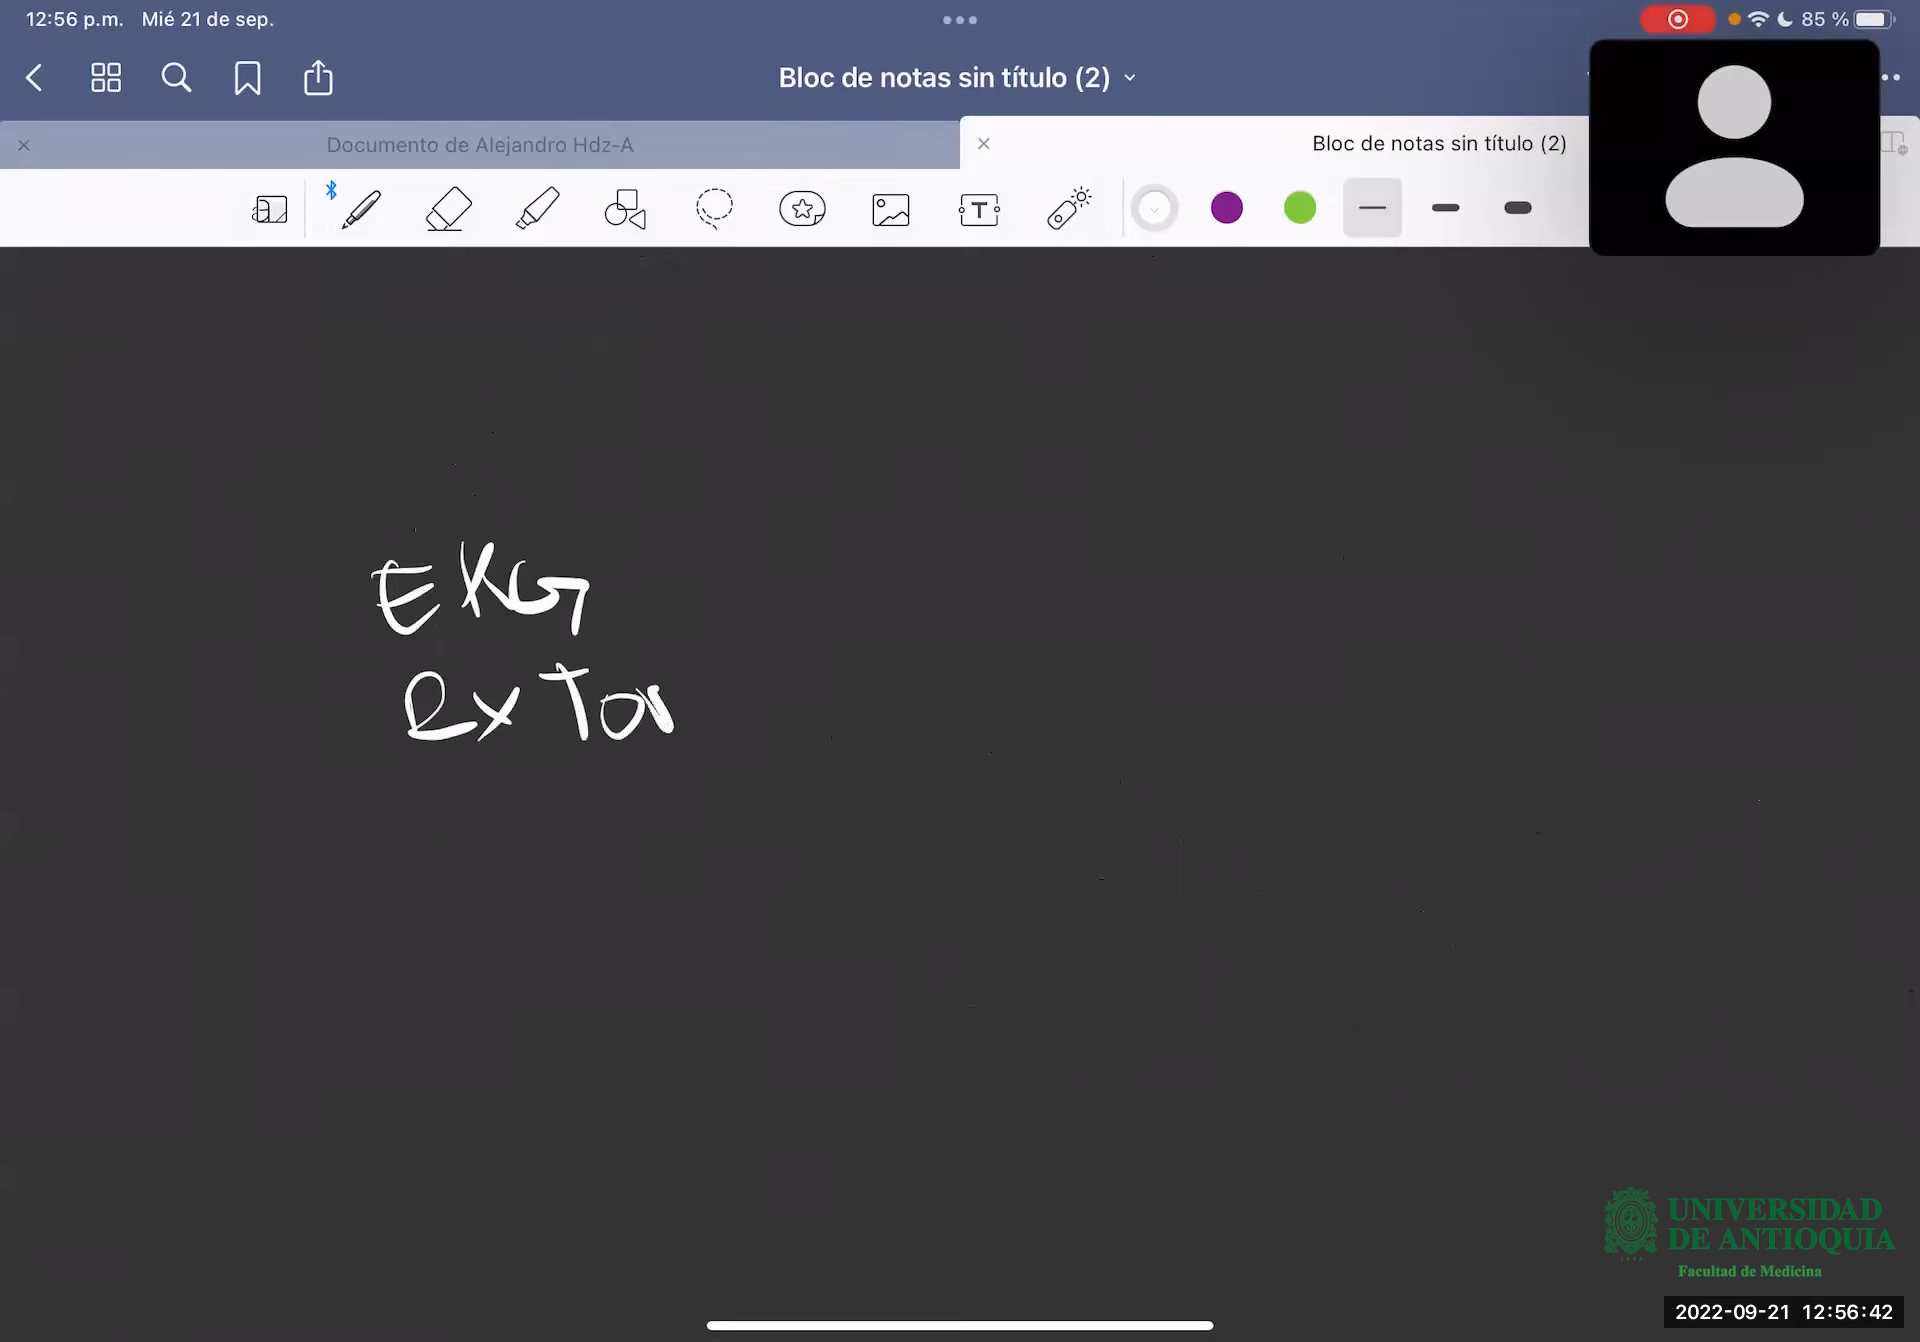 12:56 p.m. Mié 21 de sep.
85 %
Bloc de notas sin título (2)
Documento de Alejandro Hdz-A
Bloc de notas sin título (2)
EKG
Rx Tor
UNIVERSIDAD
DE ANTIOQUIA
Facultad de Medicina
2022-09-21 12:56:42